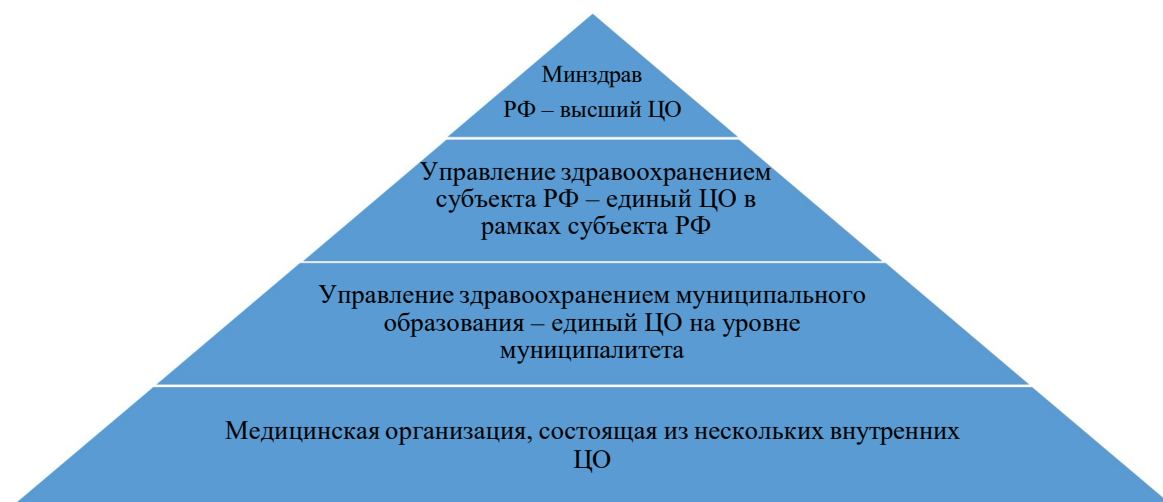 Минздрав
РФ – высший ЦО
Управление здравоохранением
субъекта РФ – единый ЦО в
рамках субъекта РФ
Управление здравоохранением муниципального
образования – единый ЦО на уровне
муниципалитета
Медицинская организация, состоящая из нескольких внутренних
ЦО